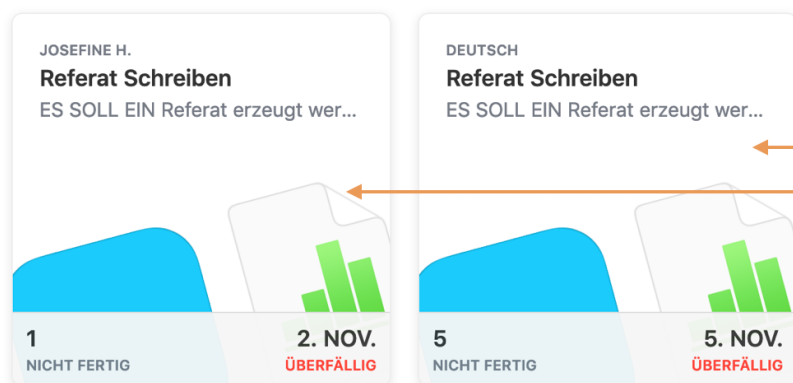 JOSEFINE H.
Referat Schreiben
ES SOLL EIN Referat erzeugt wer...
1
NICHT FERTIG
2. NOV.
ÜBERFÄLLIG
DEUTSCH
Referat Schreiben
ES SOLL EIN Referat erzeugt wer...
5
NICHT FERTIG
5. NOV.
ÜBERFÄLLIG